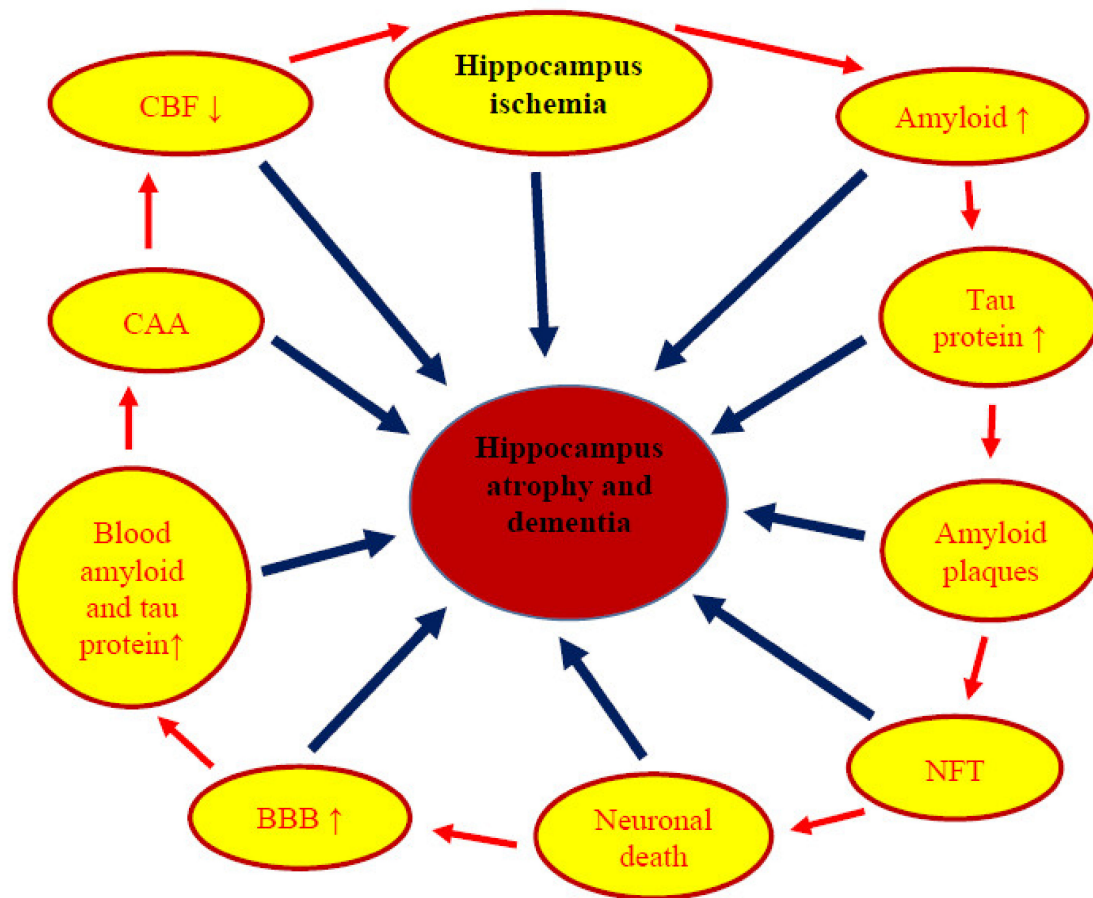 Hippocampus
ischemia
Amyloid ↑
Tau
protein ↑
Amyloid
plaques
NFT
Neuronal
death
BBB ↑
Blood
amyloid
and tau
protein↑
CAA
CBF ↓
Hippocampus
atrophy and
dementia